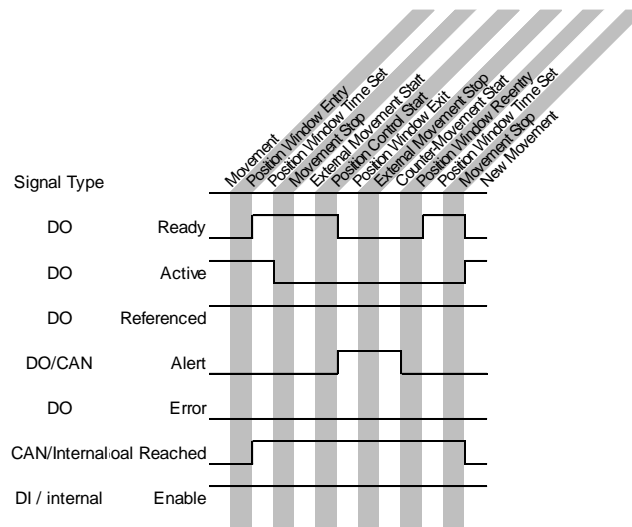 Movement
Position Window Entry
Position Window Time Set
Movement Stop
External Movement Start
Position Control Start
Position Window Exit
External Movement Stop
Counter-Movement Start
Position Window Re-entry
Position Window Time Set
Movement Stop
New Movement
Signal Type
DO Ready
DO Active
DO Referenced
DO/CAN Alert
DO Error
CAN/Internal oal Reached
DI / internal Enable